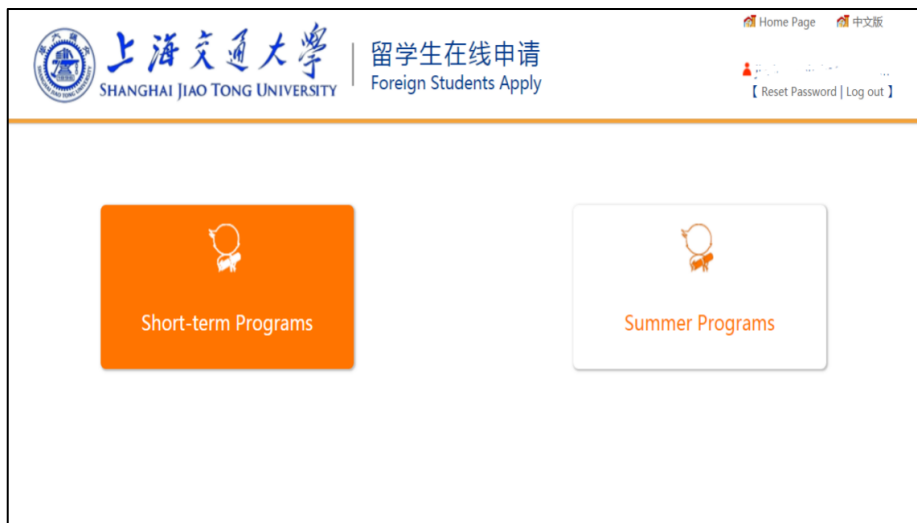 Home Page 中文版
上海交通大學
SHANGHAI JIAO TONG UNIVERSITY
留学生在线申请
Foreign Students Apply
【 Reset Password | Log out 】
Short-term Programs
Summer Programs